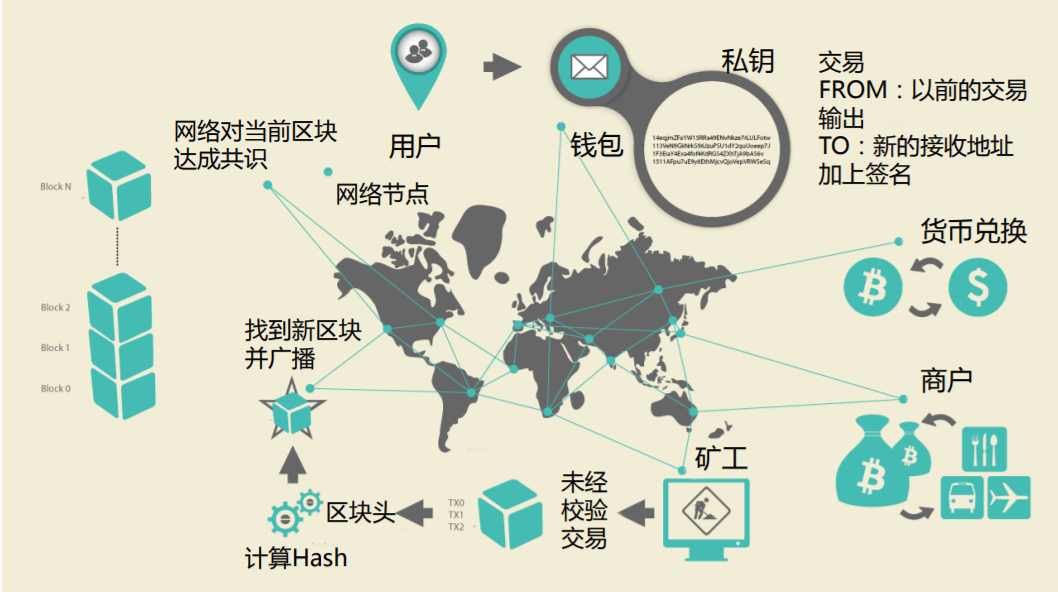 私钥
交易
FROM：以前的交易
输出
TO：新的接收地址
加上签名
用户
钱包
网络对当前区块
达成共识
网络节点
Block N
货币兑换
Block 2
找到新区块
并广播
Block 1
Block 0
商户
矿工
未经
校验
交易
TX0
TX1
TX2
区块头
计算Hash